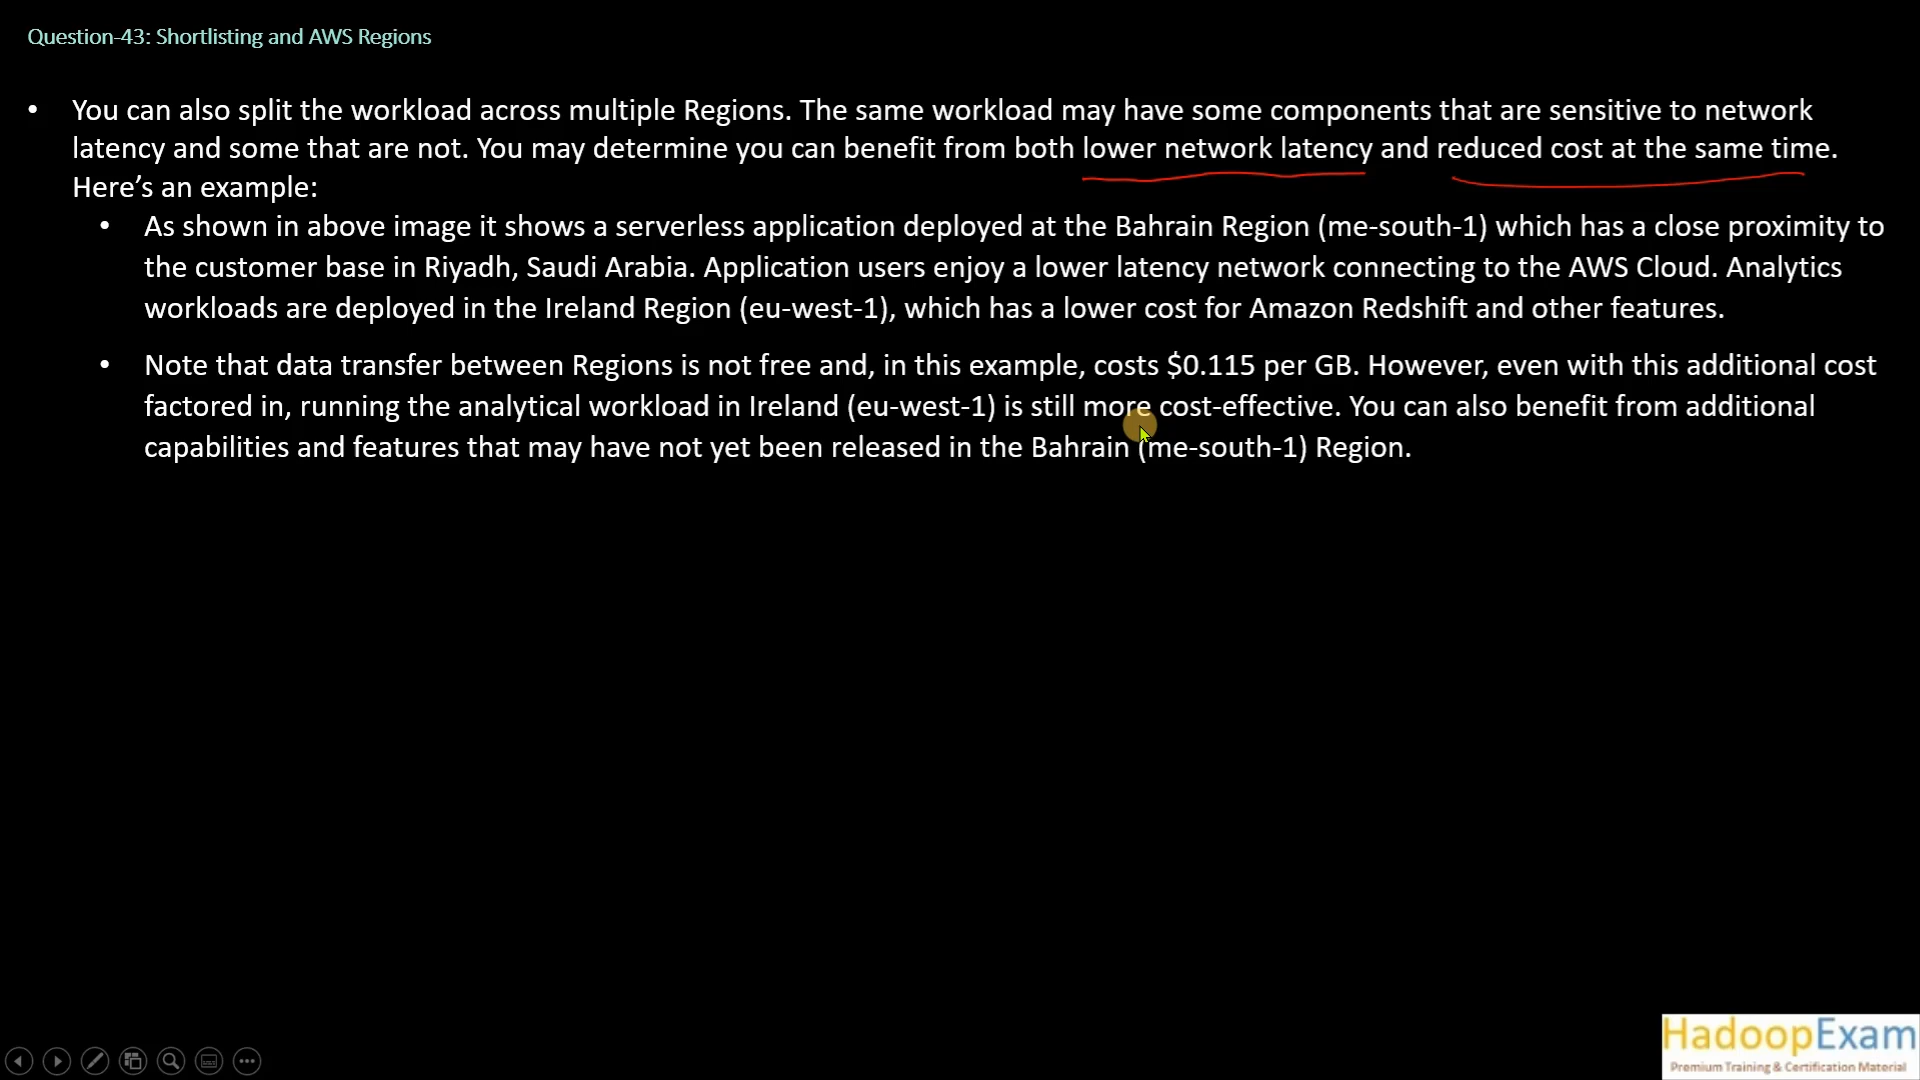 Question-43: Shortlisting and AWS Regions
• You can also split the workload across multiple Regions. The same workload may have some components that are sensitive to network
latency and some that are not. You may determine you can benefit from both lower network latency and reduced cost at the same time.
Here’s an example:
• As shown in above image it shows a serverless application deployed at the Bahrain Region (me-south-1) which has a close proximity to
the customer base in Riyadh, Saudi Arabia. Application users enjoy a lower latency network connecting to the AWS Cloud. Analytics
workloads are deployed in the Ireland Region (eu-west-1), which has a lower cost for Amazon Redshift and other features.
• Note that data transfer between Regions is not free and, in this example, costs $0.115 per GB. However, even with this additional cost
factored in, running the analytical workload in Ireland (eu-west-1) is still more cost-effective. You can also benefit from additional
capabilities and features that may have not yet been released in the Bahrain (me-south-1) Region.
HadoopExam
Premium Training & Certification Material